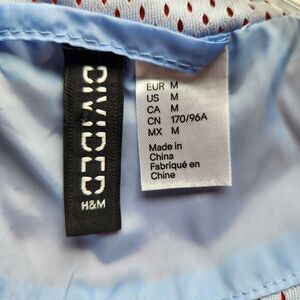 DIVIDED
H&M
EUR M
US M
CA M
CN 170/96A
MX M
Made in
China
Fabriqué en
Chine